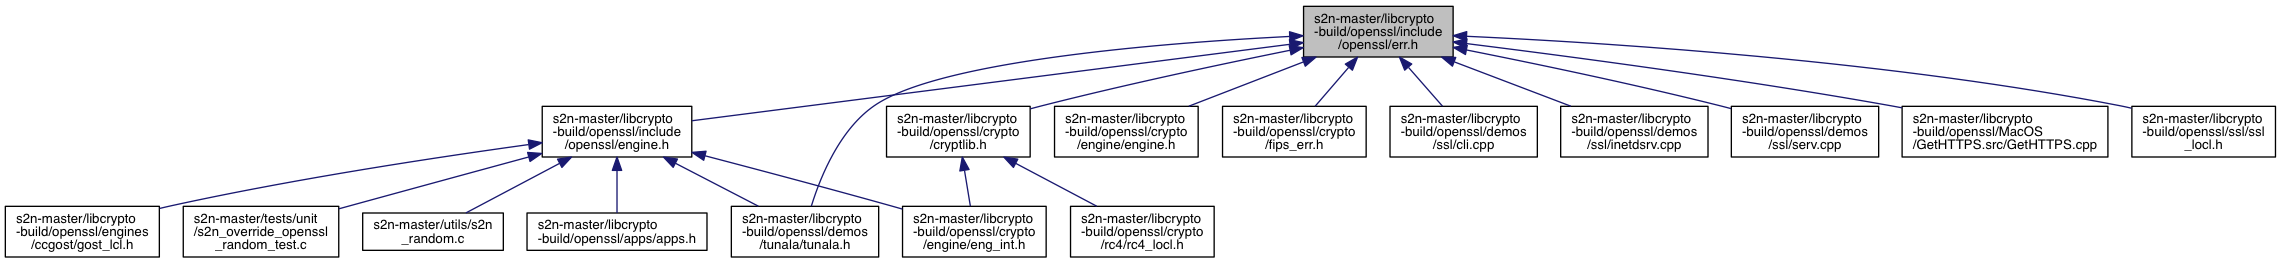 s2n-master/libcrypto
-build/openssl/include
/openssl/err.h
s2n-master/libcrypto
-build/openssl/include
/openssl/engine.h
s2n-master/libcrypto
-build/openssl/crypto
/cryptlib.h
s2n-master/libcrypto
-build/openssl/crypto
/engine/engine.h
s2n-master/libcrypto
-build/openssl/crypto
/fips_err.h
s2n-master/libcrypto
-build/openssl/demos
/ssl/cli.cpp
s2n-master/libcrypto
-build/openssl/demos
/ssl/inetdsrv.cpp
s2n-master/libcrypto
-build/openssl/demos
/ssl/serv.cpp
s2n-master/libcrypto
-build/openssl/MacOS
/GetHTTPS.src/GetHTTPS.cpp
s2n-master/libcrypto
-build/openssl/ssl/ssl
_locl.h
s2n-master/libcrypto
-build/openssl/engines
/ccgost/gost_lcl.h
s2n-master/tests/unit
/s2n_override_openssl
_random_test.c
s2n-master/utils/s2n
_random.c
s2n-master/libcrypto
-build/openssl/apps/apps.h
s2n-master/libcrypto
-build/openssl/demos
/tunala/tunala.h
s2n-master/libcrypto
-build/openssl/crypto
/engine/eng_int.h
s2n-master/libcrypto
-build/openssl/crypto
/rc4/rc4_locl.h